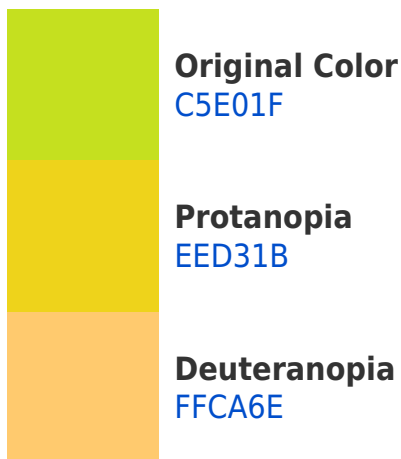 Original Color
C5E01F
Protanopia
EED31B
Deuteranopia
FFCA6E